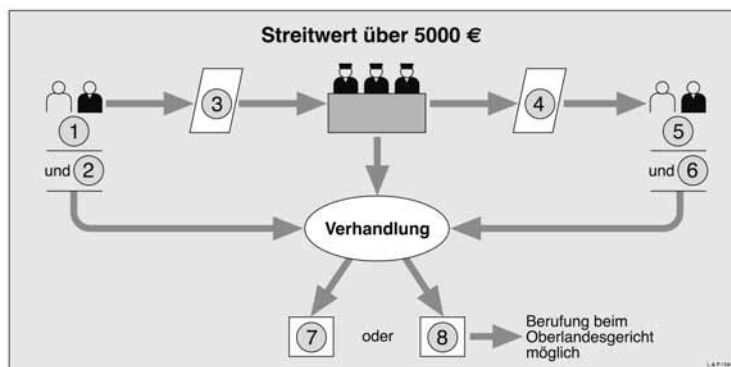 Streitwert über 5000 €
3
4
1
5
und 2
und 6
Verhandlung
7 oder 8
Berufung beim
Oberlandesgericht
möglich